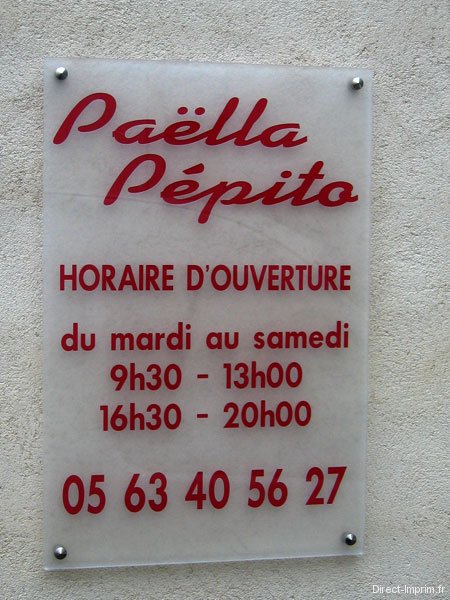 Paëlla
Pépito
HORAIRE D'OUVERTURE
du mardi au samedi
9h30 - 13h00
16h30 - 20h00
05 63 40 56 27
Direct-Imprim.fr